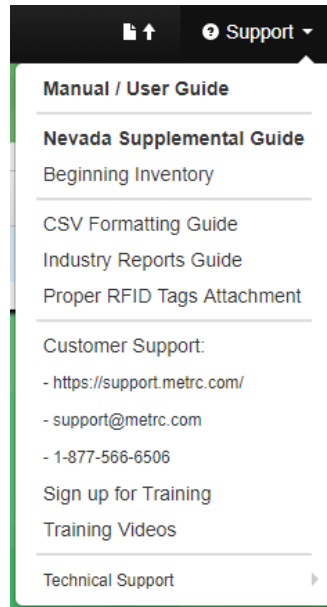 Support
Manual / User Guide
Nevada Supplemental Guide
Beginning Inventory
CSV Formatting Guide
Industry Reports Guide
Proper RFID Tags Attachment
Customer Support:
- https://support.metrc.com/
- support@metrc.com
- 1-877-566-6506
Sign up for Training
Training Videos
Technical Support